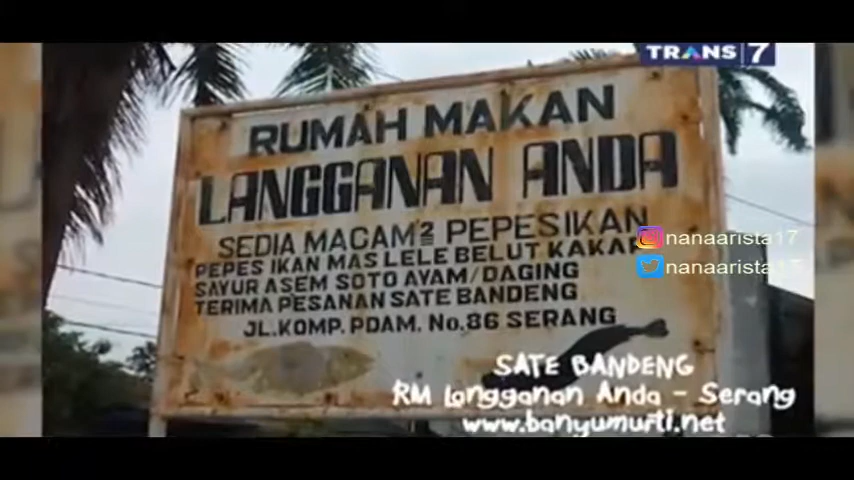 TRANS|7
RUMAH MAKAN
LANGGANAN ANDA
SEDIA MACAM² PEPESIKAN
PEPES IKAN MAS LELE BELUT KAKAP
SAYUR ASEM SOTO AYAM/DAGING
TERIMA PESANAN SATE BANDENG
JL.KOMP.PDAM. No.86 SERANG
nanaarista17
nanaarista17
SATE BANDENG
RM Langganan Anda - Serang
www.banyumurti.net